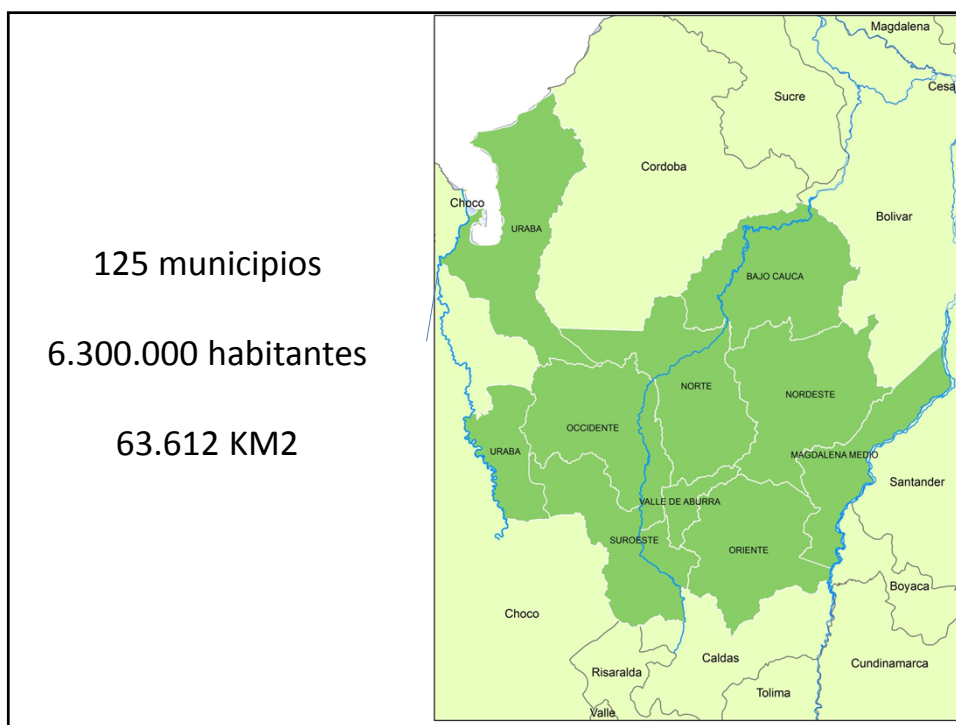 125 municipios
6.300.000 habitantes
63.612 KM2
Magdalena
Cesa
Sucre
Cordoba
Choco
Bolivar
URABA
BAJO CAUCA
NORTE
NORDESTE
OCCIDENTE
URABA
MAGDALENA MEDIO
Santander
VALLE DE ABURRA
SUROESTE
ORIENTE
Boyaca
Choco
Caldas
Cundinamarca
Risaralda
Tolima
Valle